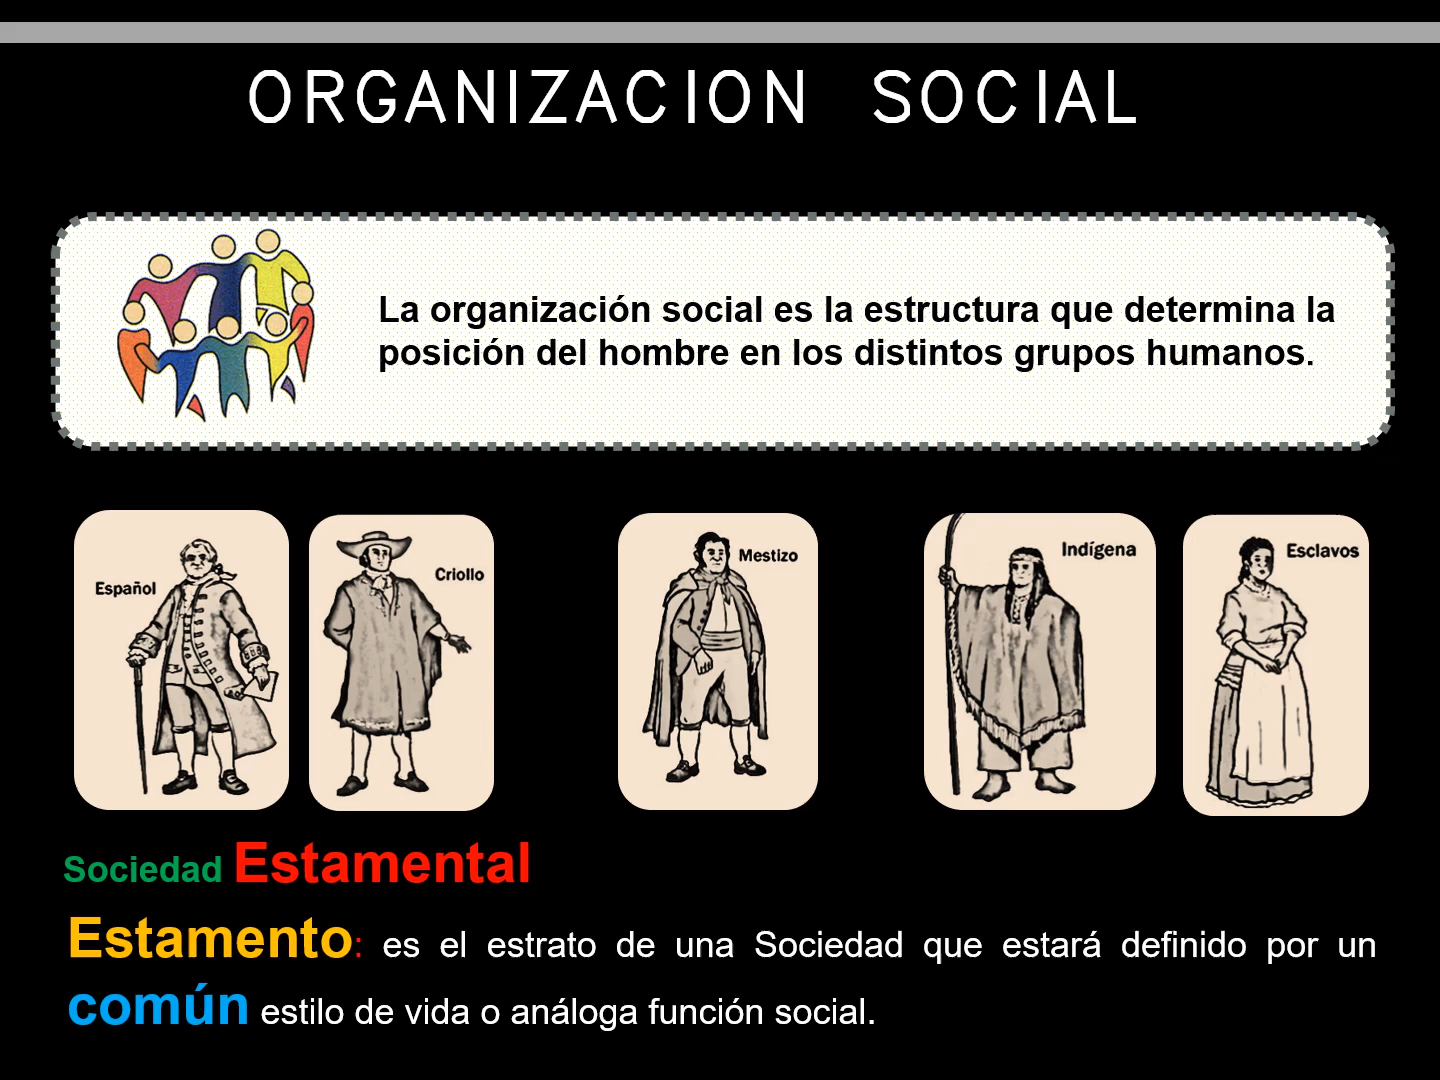 ORGANIZACION SOCIAL
La organización social es la estructura que determina la
posición del hombre en los distintos grupos humanos.
Español
Criollo
Mestizo
Indígena
Esclavos
Sociedad Estamental
Estamento: es el estrato de una Sociedad que estará definido por un
común estilo de vida o análoga función social.